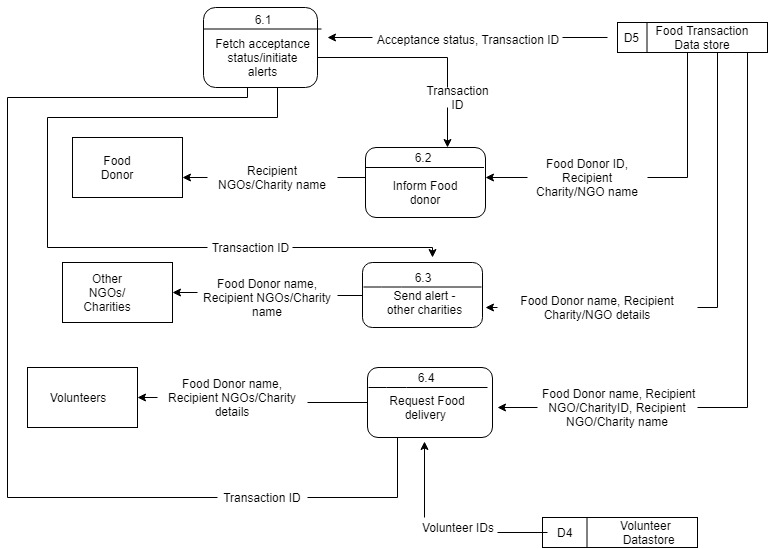 6.1
Fetch acceptance
status/initiate
alerts
Acceptance status, Transaction ID
D5
Food Transaction
Data store
Transaction
ID
Food
Donor
Recipient
NGOs/Charity name
6.2
Inform Food
donor
Food Donor ID,
Recipient
Charity/NGO name
Transaction ID
Other
NGOs/
Charities
Food Donor name,
Recipient NGOs/Charity
name
6.3
Send alert -
other charities
Food Donor name, Recipient
Charity/NGO details
Volunteers
Food Donor name,
Recipient NGOs/Charity
details
6.4
Request Food
delivery
Food Donor name, Recipient
NGO/CharityID, Recipient
NGO/Charity name
Transaction ID
Volunteer IDs
D4
Volunteer
Datastore